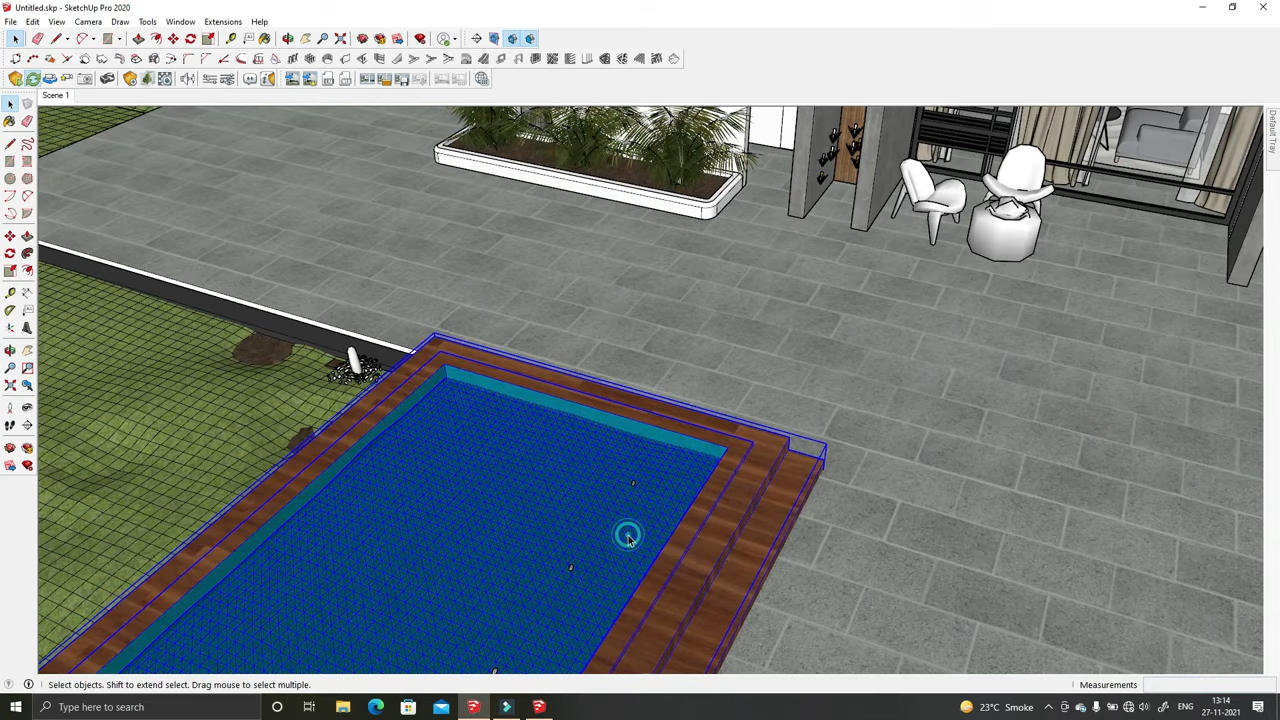 Untitled.skp - SketchUp Pro 2020
File Edit View Camera Draw Tools Window Extensions Help
Scene 1
Default Tray
Select objects. Shift to extend select. Drag mouse to select multiple.
Measurements
Type here to search
23°C Smoke
ENG
13:14
27-11-2021